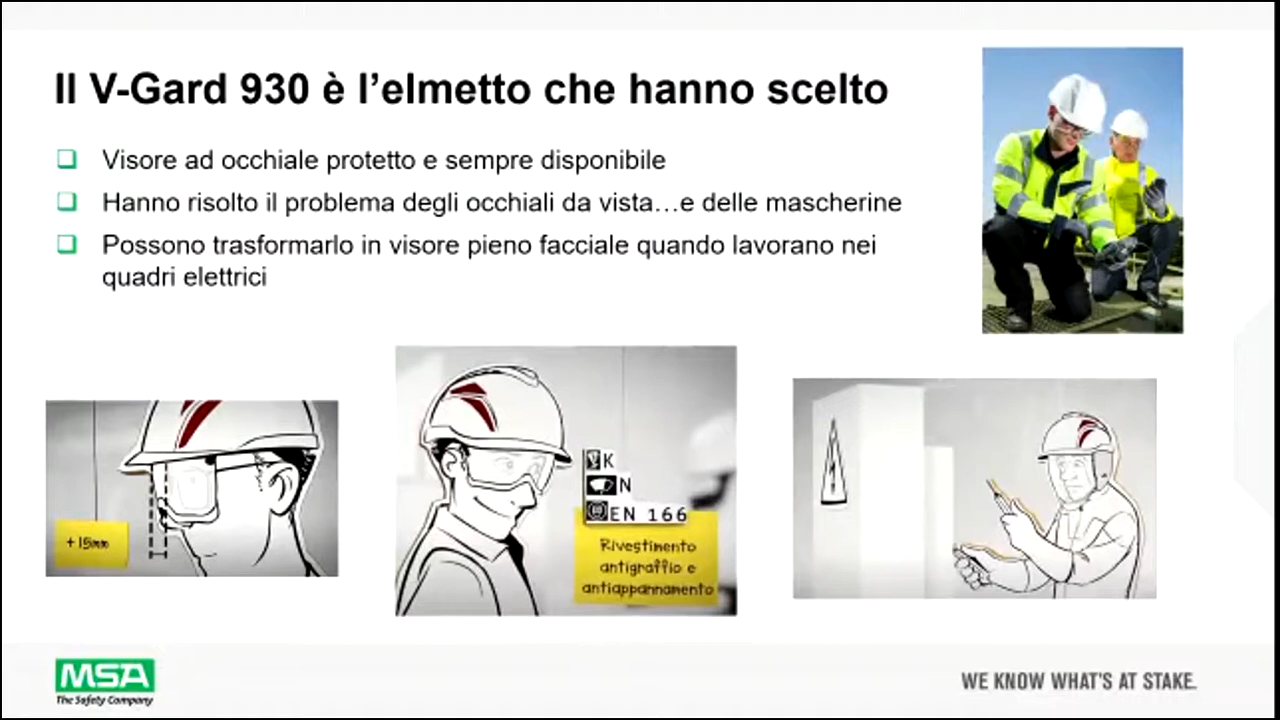 Il V-Gard 930 è l’elmetto che hanno scelto
Visore ad occhiale protetto e sempre disponibile
Hanno risolto il problema degli occhiali da vista…e delle mascherine
Possono trasformarlo in visore pieno facciale quando lavorano nei
quadri elettrici
+ 15mm
K
N
EN 166
Rivestimento
antigraffio e
antiappannamento
MSA
The Safety Company
WE KNOW WHAT'S AT STAKE.